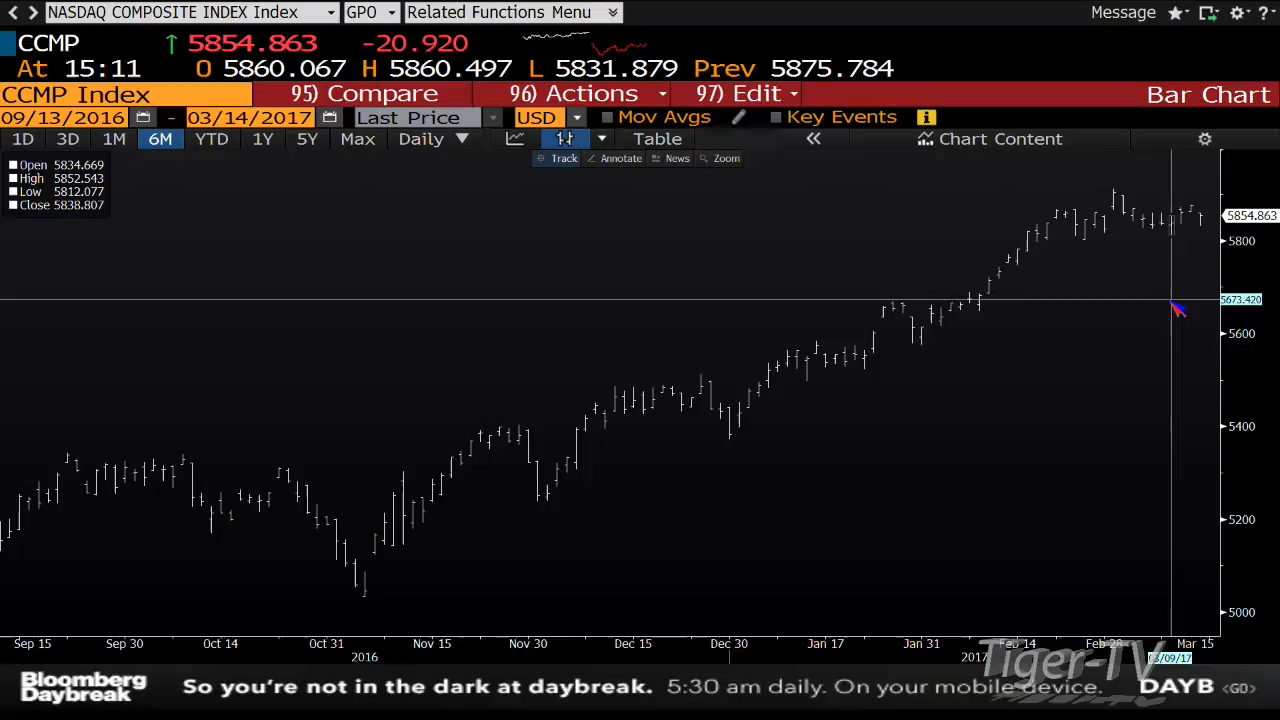 NASDAQ COMPOSITE INDEX Index GPO Related Functions Menu Message ?
CCMP 5854.863 -20.920
At 15:11 O 5860.067 H 5860.497 L 5831.879 Prev 5875.784
CCMP Index 95) Compare 96) Actions 97) Edit Bar Chart
09/13/2016 - 03/14/2017 Last Price USD Mov Avgs Key Events i
1D 3D 1M 6M YTD 1Y 5Y Max Daily Table Chart Content
Track Annotate News Zoom
Open 5834.669
High 5852.543
Low 5812.077
Close 5838.807
5854.863
5800
5673.420
5600
5400
5200
5000
Sep 15 Sep 30 Oct 14 Oct 31 Nov 15 Nov 30 Dec 15 Dec 30 Jan 17 Jan 31 Feb 14 Feb 28 Mar 15
2016 2017
Tiger-TV
Bloomberg
Daybreak
So you're not in the dark at daybreak. 5:30 am daily. On your mobile device. DAYB <GO>